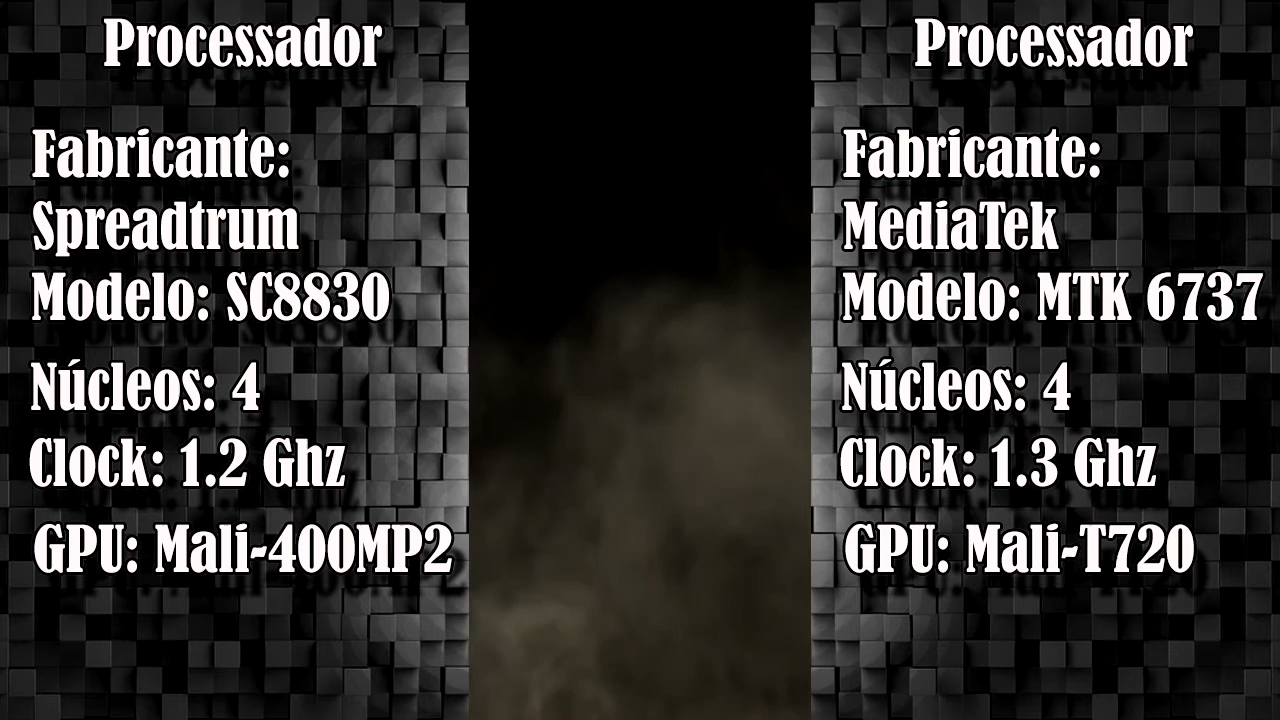 Processador
Fabricante:
Spreadtrum
Modelo: SC8830
Núcleos: 4
Clock: 1.2 Ghz
GPU: Mali-400MP2
Processador
Fabricante:
MediaTek
Modelo: MTK 6737
Núcleos: 4
Clock: 1.3 Ghz
GPU: Mali-T720